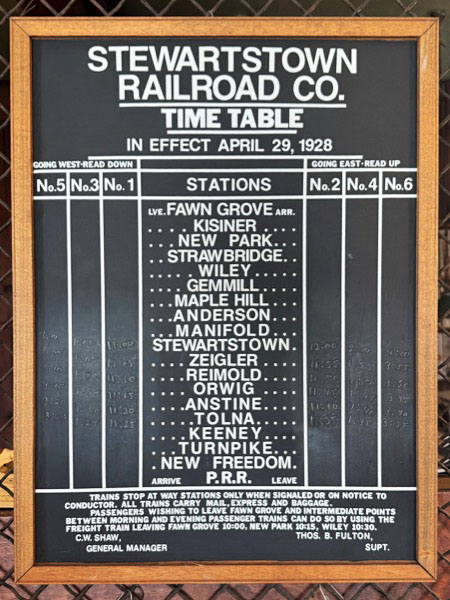 STEWARTSTOWN
RAILROAD CO.
TIME TABLE
IN EFFECT APRIL 29, 1928
GOING WEST-READ DOWN GOING EAST-READ UP
No.5 No.3 No.1 STATIONS No.2 No.4 No.6
LVE. FAWN GROVE ARR.
....KISINER....
...NEW PARK...
..STRAWBRIDGE..
....WILEY....
...GEMMILL...
..MAPLE HILL..
...ANDERSON...
...MANIFOLD...
STEWARTSTOWN.
....ZEIGLER....
...REIMOLD...
....ORWIG....
...ANSTINE...
....TOLNA....
...KEENEY...
..TURNPIKE..
.NEW FREEDOM.
ARRIVE P.R.R. LEAVE
TRAINS STOP AT WAY STATIONS ONLY WHEN SIGNALED OR ON NOTICE TO
CONDUCTOR. ALL TRAINS CARRY MAIL, EXPRESS AND BAGGAGE.
PASSENGERS WISHING TO LEAVE FAWN GROVE AND INTERMEDIATE POINTS
BETWEEN MORNING AND EVENING PASSENGER TRAINS CAN DO SO BY USING THE
FREIGHT TRAIN LEAVING FAWN GROVE 10:00, NEW PARK 10:15, WILEY 10:30.
C.W. SHAW, THOS. B. FULTON,
GENERAL MANAGER SUPT.